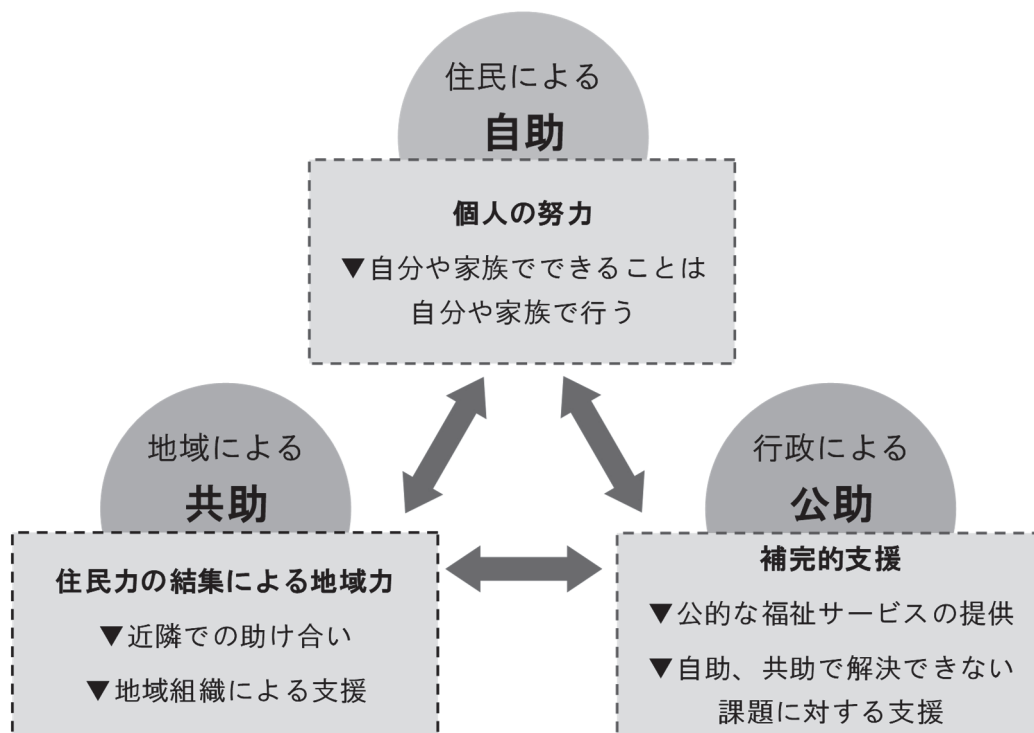 住民による
自助
個人の努力
▼自分や家族でできることは
自分や家族で行う
地域による
共助
住民力の結集による地域力
▼近隣での助け合い
▼地域組織による支援
行政による
公助
補完的支援
▼公的な福祉サービスの提供
▼自助、共助で解決できない
課題に対する支援